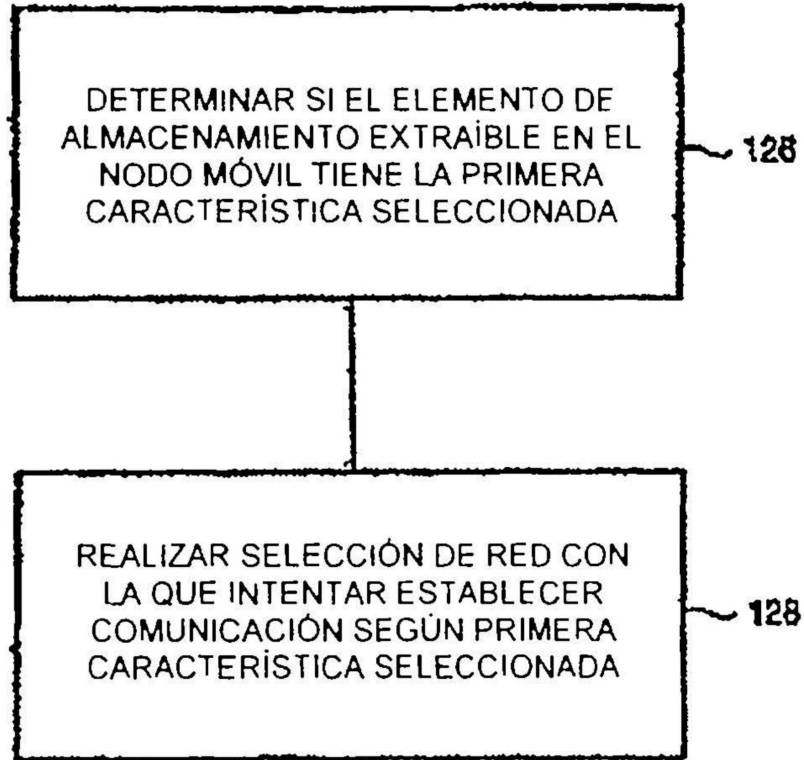 DETERMINAR SI EL ELEMENTO DE
ALMACENAMIENTO EXTRAÍBLE EN EL
NODO MÓVIL TIENE LA PRIMERA
CARACTERÍSTICA SELECCIONADA
126
REALIZAR SELECCIÓN DE RED CON
LA QUE INTENTAR ESTABLECER
COMUNICACIÓN SEGÚN PRIMERA
CARACTERÍSTICA SELECCIONADA
128